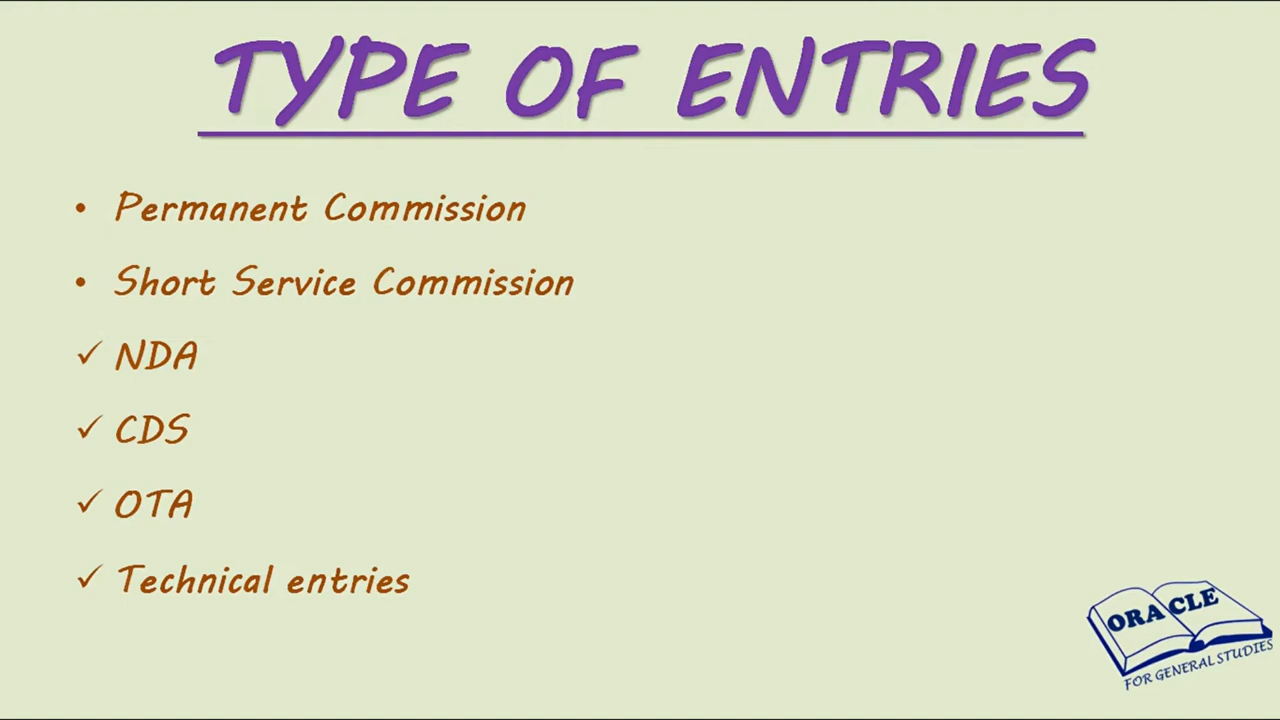 TYPE OF ENTRIES
• Permanent Commission
• Short Service Commission
✓ NDA
✓ CDS
✓ OTA
✓ Technical entries
ORACLE
FOR GENERAL STUDIES